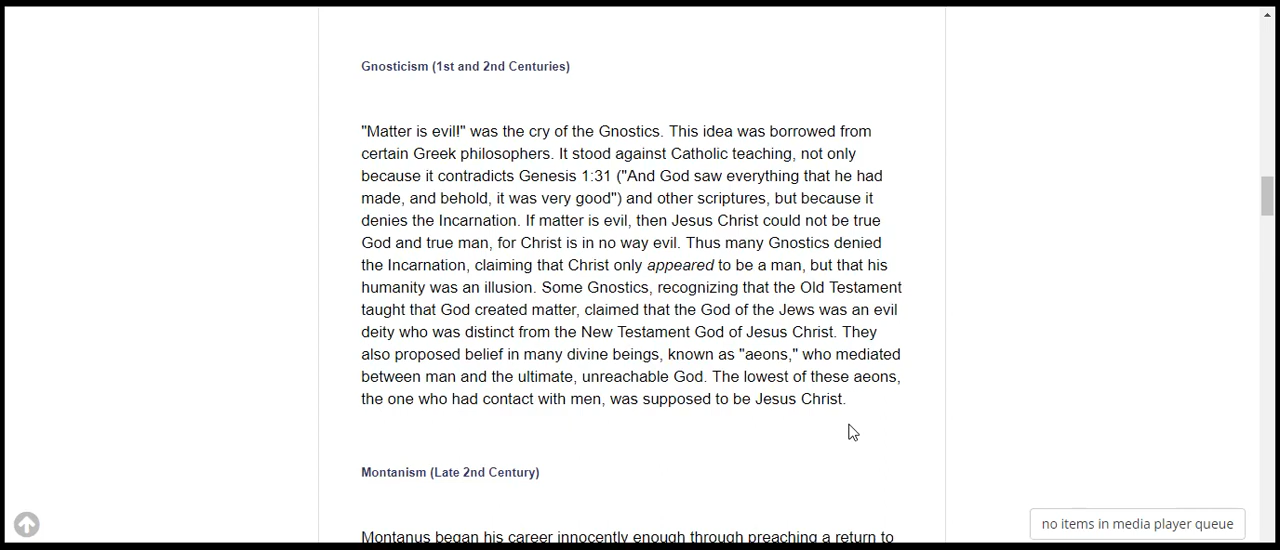 Gnosticism (1st and 2nd Centuries)
"Matter is evil!" was the cry of the Gnostics. This idea was borrowed from
certain Greek philosophers. It stood against Catholic teaching, not only
because it contradicts Genesis 1:31 ("And God saw everything that he had
made, and behold, it was very good") and other scriptures, but because it
denies the Incarnation. If matter is evil, then Jesus Christ could not be true
God and true man, for Christ is in no way evil. Thus many Gnostics denied
the Incarnation, claiming that Christ only appeared to be a man, but that his
humanity was an illusion. Some Gnostics, recognizing that the Old Testament
taught that God created matter, claimed that the God of the Jews was an evil
deity who was distinct from the New Testament God of Jesus Christ. They
also proposed belief in many divine beings, known as "aeons," who mediated
between man and the ultimate, unreachable God. The lowest of these aeons,
the one who had contact with men, was supposed to be Jesus Christ.
Montanism (Late 2nd Century)
Montanus began his career innocently enough through preaching a return to
no items in media player queue